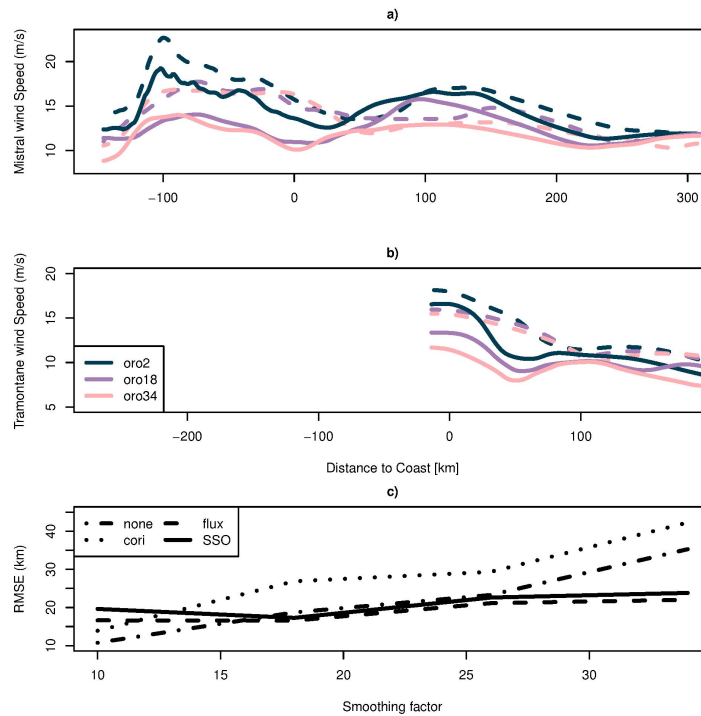 a)
Mistral wind Speed (m/s)
10 15 20
−100 0 100 200 300
b)
Tramontane wind Speed (m/s)
5 10 15 20
oro2
oro18
oro34
−200 −100 0 100
Distance to Coast [km]
c)
RMSE (km)
10 20 30 40
none flux
cori SSO
10 15 20 25 30
Smoothing factor